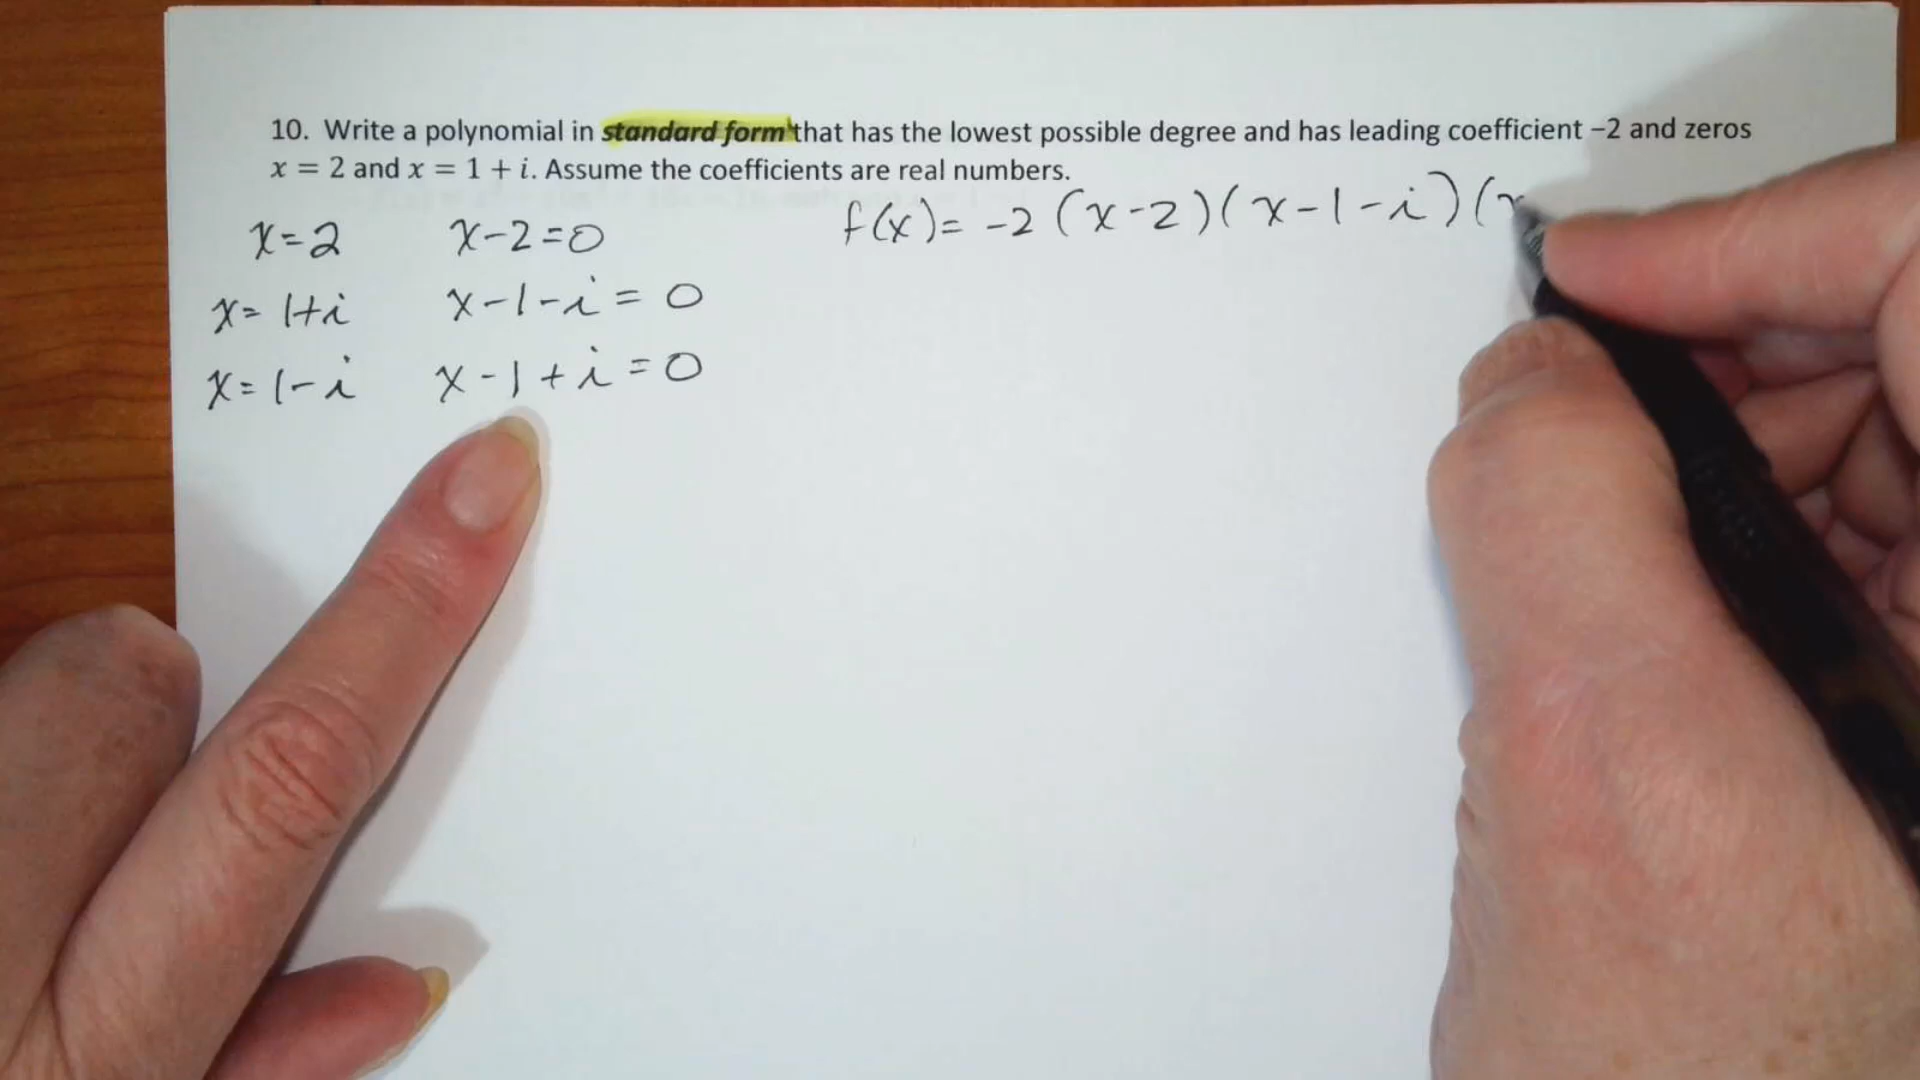 10. Write a polynomial in standard form that has the lowest possible degree and has leading coefficient −2 and zeros
x = 2 and x = 1 + i. Assume the coefficients are real numbers.
f(x)= -2 (x-2)(x-1-i)(x
x=2 x-2=0
x= 1+i x-1-i = 0
x=1-i x-1+i=0